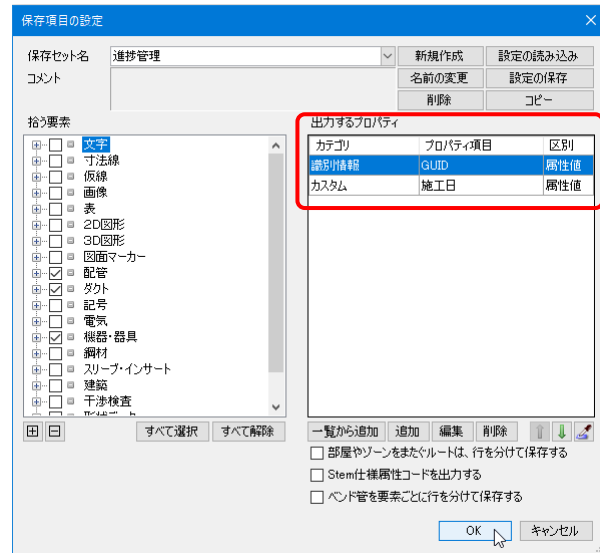 保存項目の設定
保存セット名 進捗管理 新規作成 設定の読み込み
コメント 名前の変更 設定の保存
削除 コピー
拾う要素
文字
寸法線
仮線
画像
表
2D図形
3D図形
図面マーカー
配管
ダクト
記号
電気
機器・器具
鋼材
スリーブ・インサート
建築
干渉検査
すべて選択 すべて解除
出力するプロパティ
カテゴリ プロパティ項目 区別
識別情報 GUID 属性値
カスタム 施工日 属性値
一覧から追加 追加 編集 削除
部屋やゾーンをまたぐルートは、行を分けて保存する
Stem仕様属性コードを出力する
ベンド管を要素ごとに行を分けて保存する
OK キャンセル